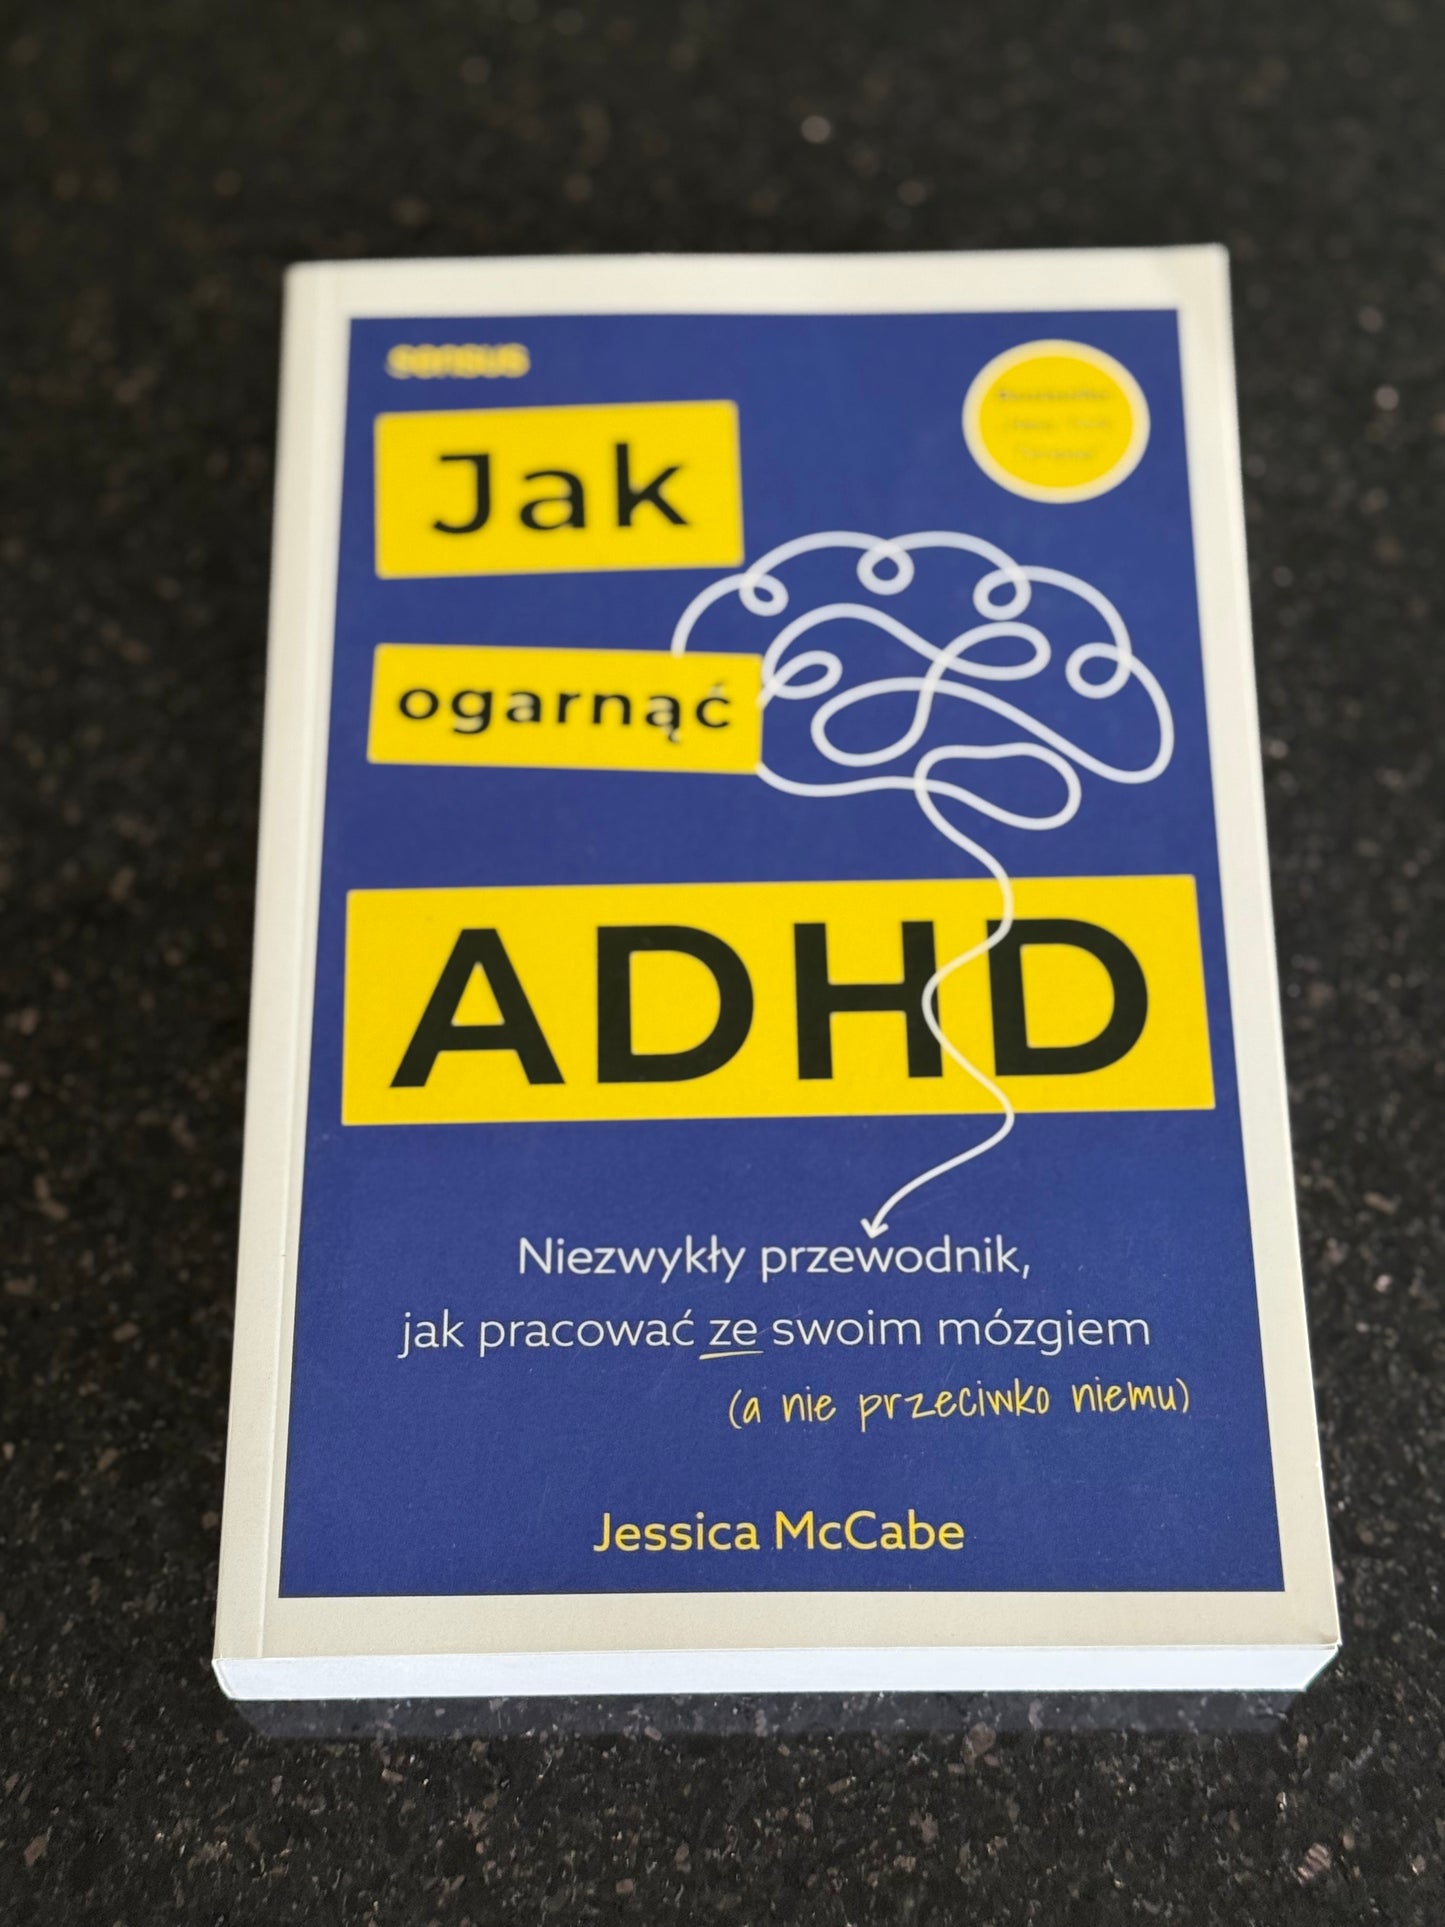 sensus
Jak
ogarnąć
ADHD
Niezwykły przewodnik,
jak pracować ze swoim mózgiem
(a nie przeciwko niemu)
Jessica McCabe